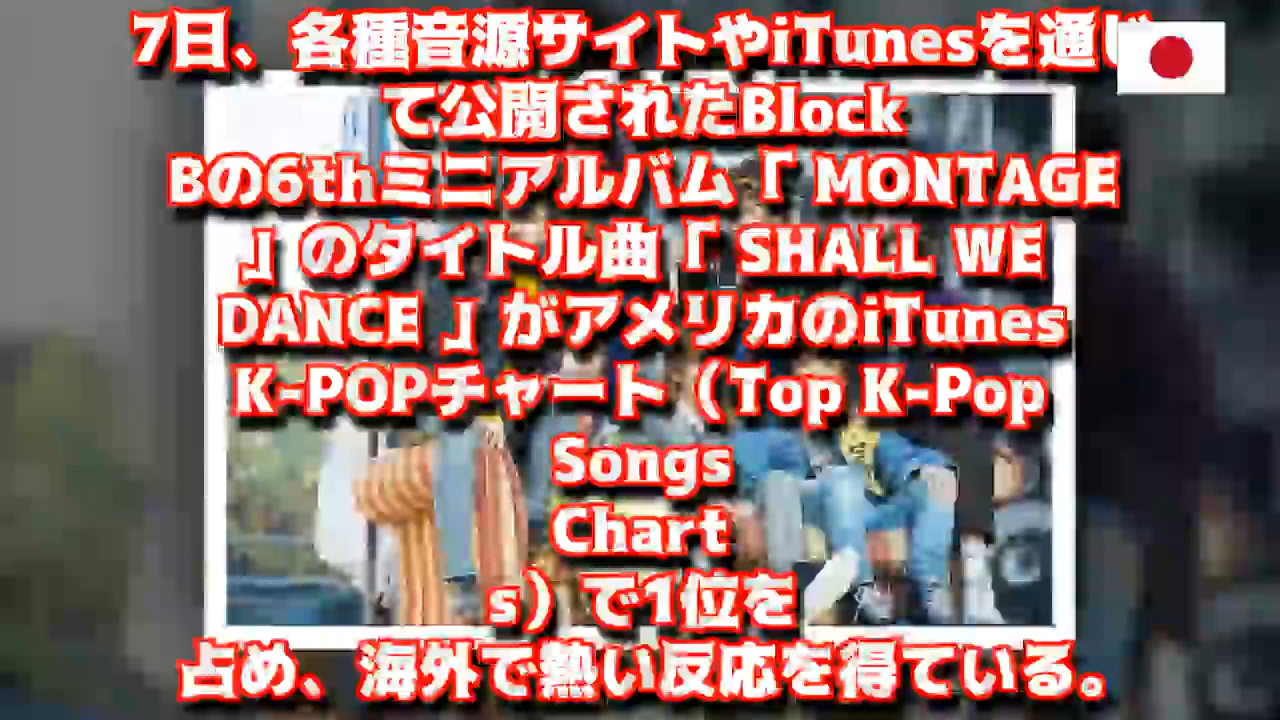 7日、各種音源サイトやiTunesを通じ
て公開されたBlock
Bの6thミニアルバム「 MONTAGE
」のタイトル曲「 SHALL WE
DANCE 」がアメリカのiTunes
K-POPチャート（Top K-Pop
Songs
Chart
s）で1位を
占め、海外で熱い反応を得ている。